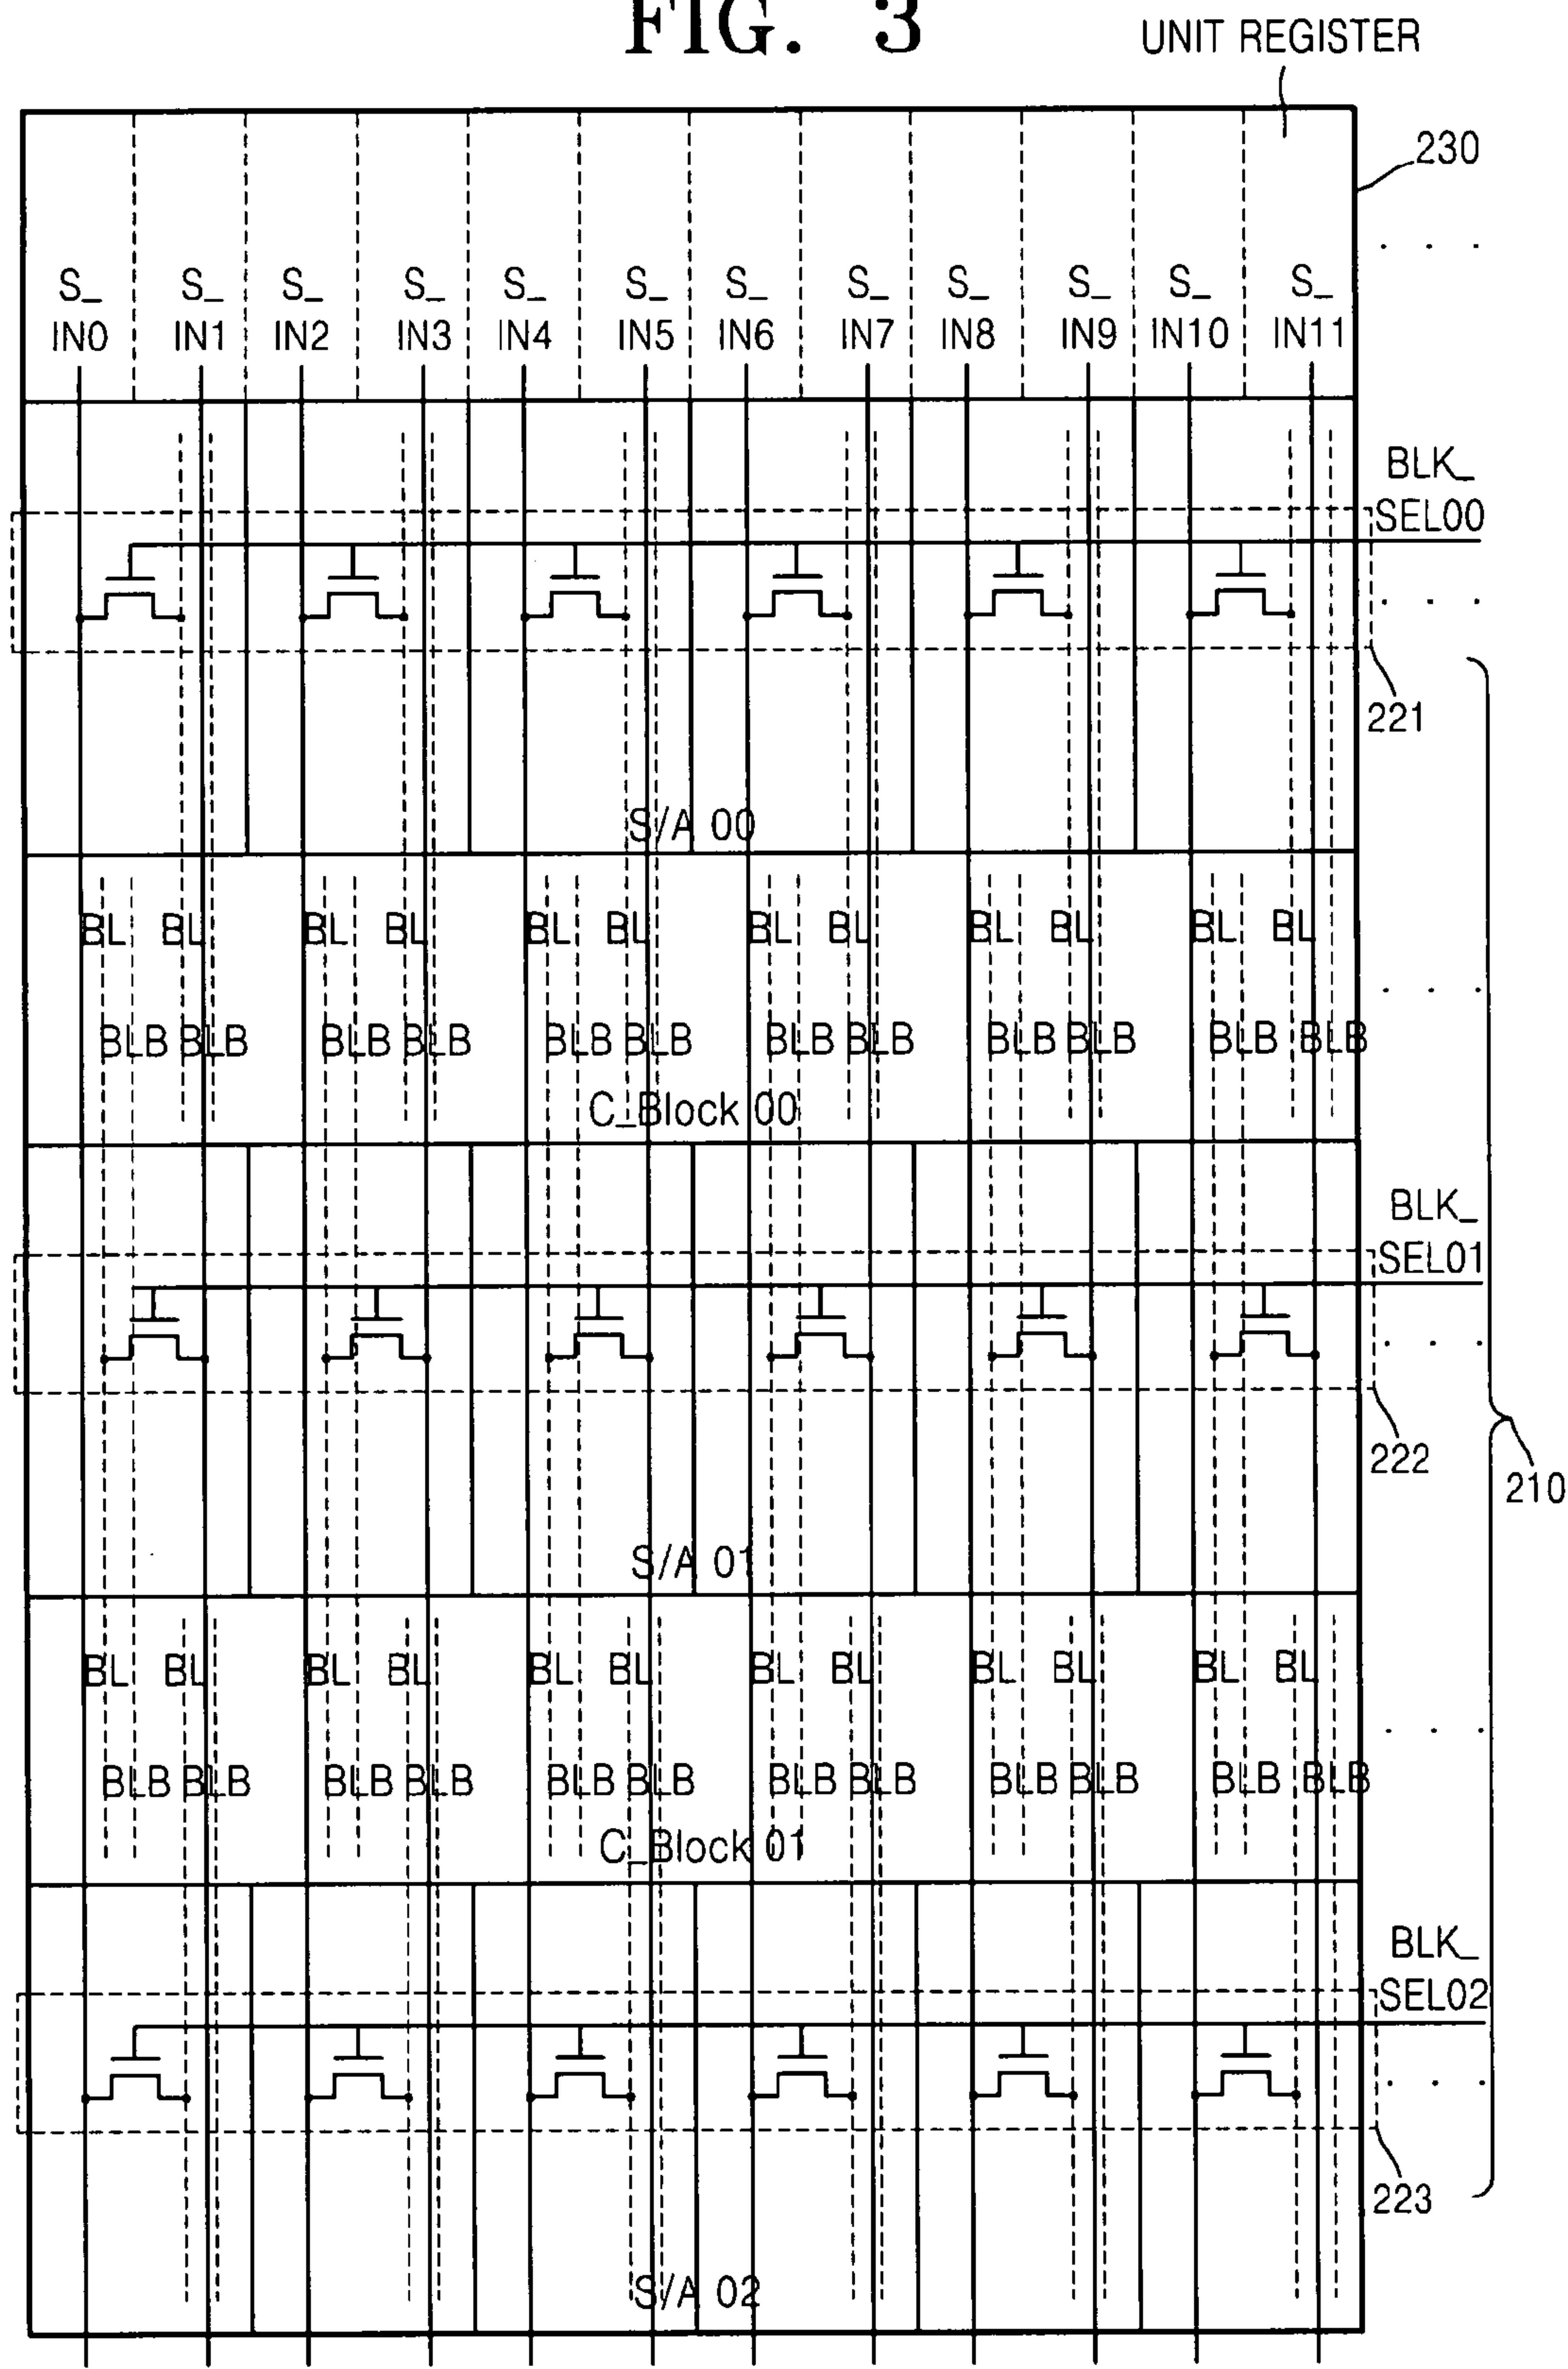 FIG. 3
UNIT REGISTER
230
S_ S_ S_ S_ S_ S_ S_ S_ S_ S_ S_ S_
IN0 IN1 IN2 IN3 IN4 IN5 IN6 IN7 IN8 IN9 IN10 IN11
BLK_
SEL00
221
S/A 00
BL BL BL BL BL BL BL BL BL BL BL BL
BLB BLB BLB BLB BLB BLB BLB BLB BLB BLB BLB BLB
C_Block 00
BLK_
SEL01
222
210
S/A 01
BL BL BL BL BL BL BL BL BL BL BL BL
BLB BLB BLB BLB BLB BLB BLB BLB BLB BLB BLB BLB
C_Block 01
BLK_
SEL02
223
S/A 02